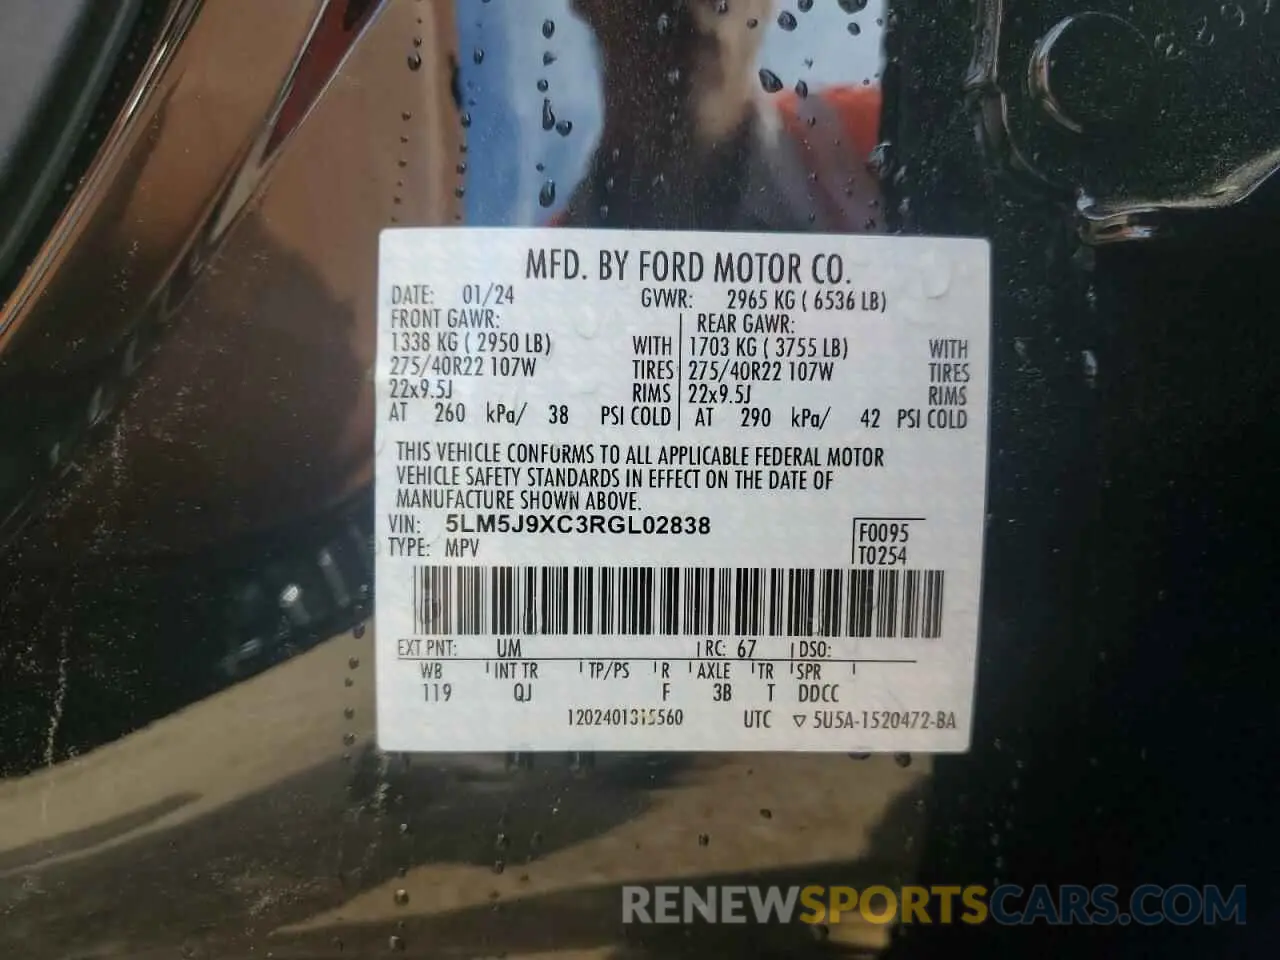 MFD. BY FORD MOTOR CO.
DATE: 01/24 GVWR: 2965 KG ( 6536 LB)
FRONT GAWR: REAR GAWR:
1338 KG ( 2950 LB) WITH 1703 KG ( 3755 LB) WITH
275/40R22 107W TIRES 275/40R22 107W TIRES
22x9.5J RIMS 22x9.5J RIMS
AT 260 kPa/ 38 PSI COLD AT 290 kPa/ 42 PSI COLD
THIS VEHICLE CONFORMS TO ALL APPLICABLE FEDERAL MOTOR
VEHICLE SAFETY STANDARDS IN EFFECT ON THE DATE OF
MANUFACTURE SHOWN ABOVE.
VIN: 5LM5J9XC3RGL02838 F0095
TYPE: MPV T0254
EXT PNT: UM RC: 67 DSO:
WB INT TR TP/PS R AXLE TR SPR
119 QJ F 3B T DDCC
1202401315560 UTC ▽ 5U5A-1520472-BA
RENEWSPORTSCARS.COM